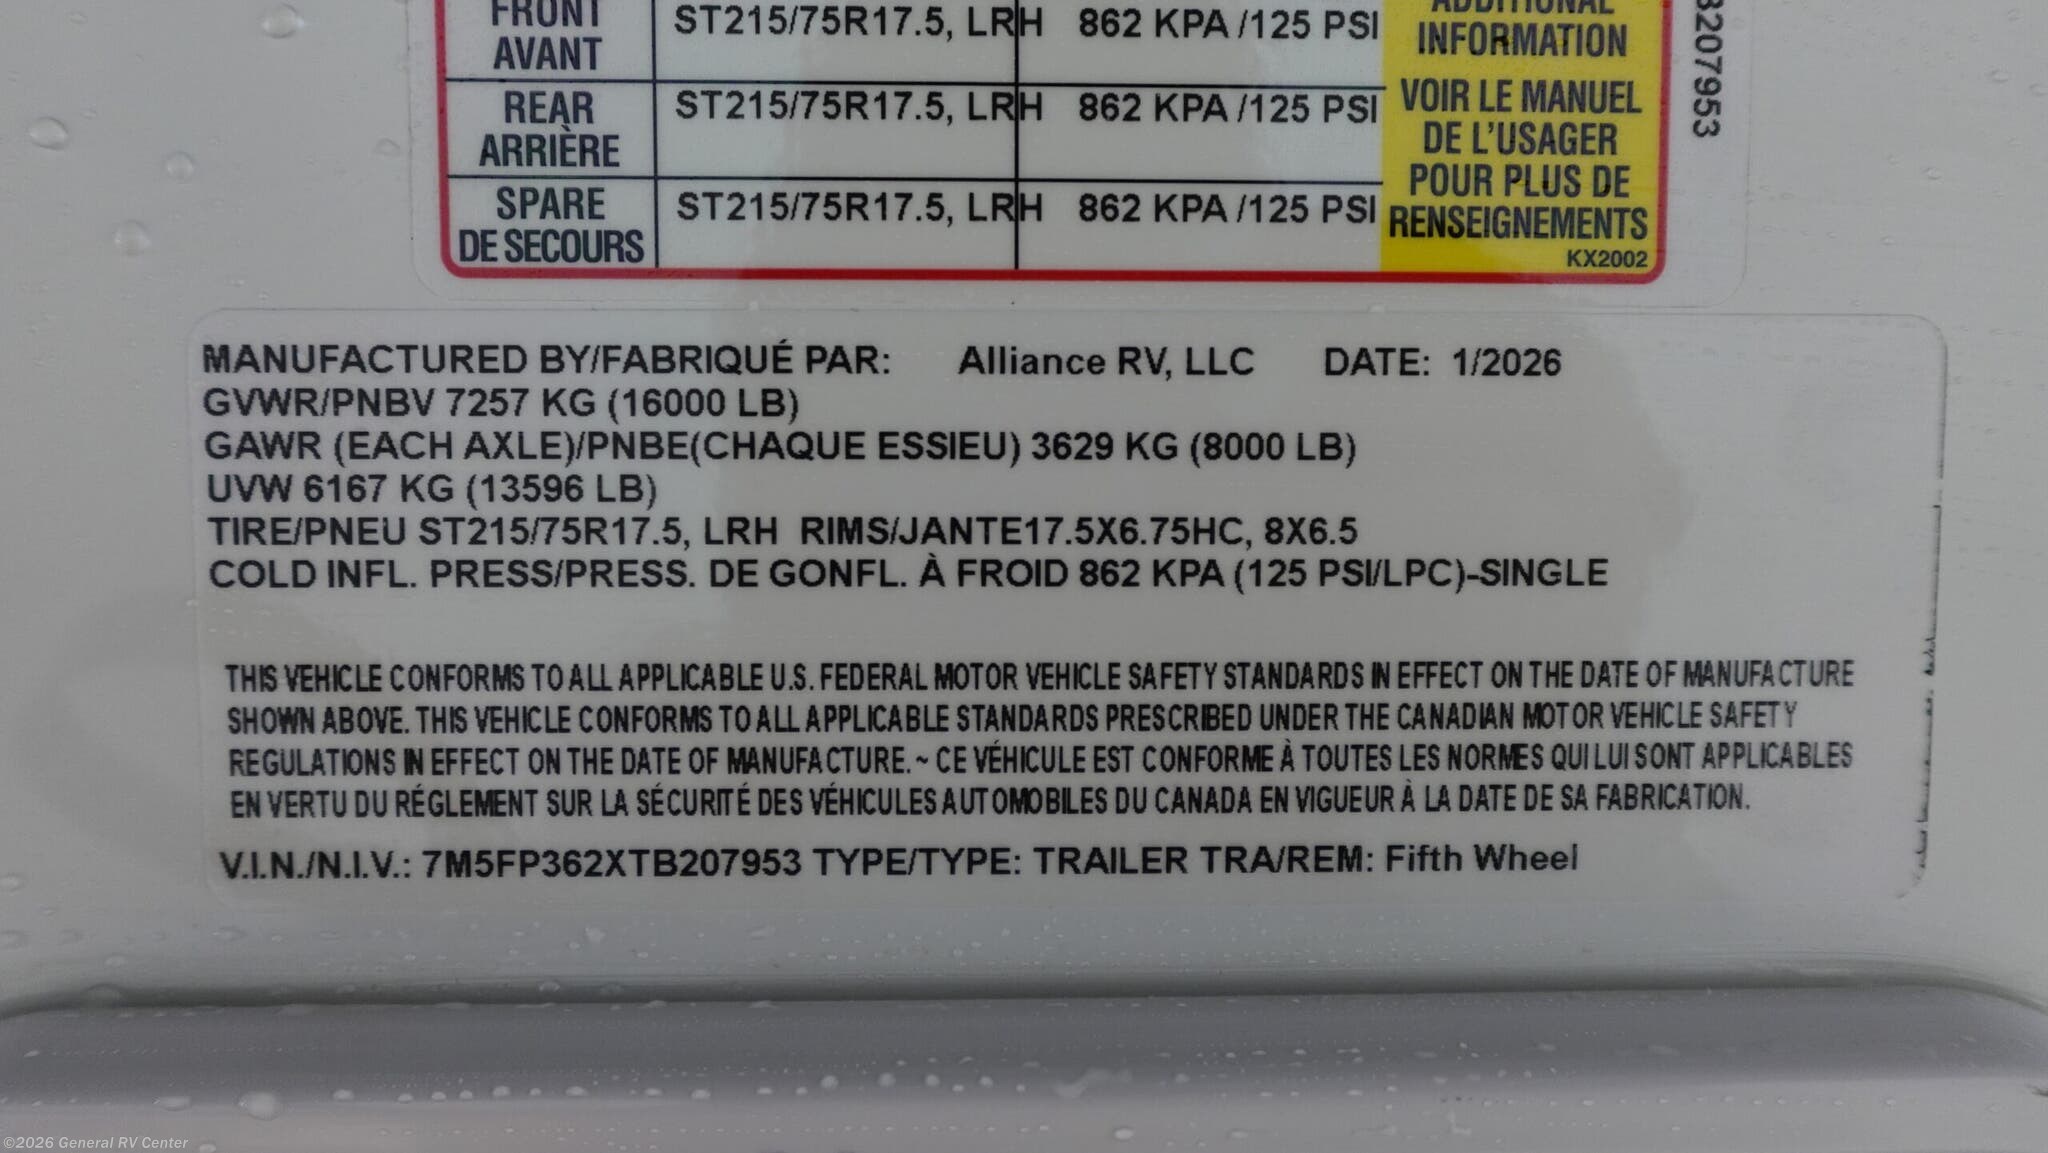 FRONT
AVANT
ST215/75R17.5, LRH 862 KPA /125 PSI
REAR
ARRIÈRE
ST215/75R17.5, LRH 862 KPA /125 PSI
SPARE
DE SECOURS
ST215/75R17.5, LRH 862 KPA /125 PSI
ADDITIONAL
INFORMATION
VOIR LE MANUEL
DE L'USAGER
POUR PLUS DE
RENSEIGNEMENTS
KX2002
B207953
MANUFACTURED BY/FABRIQUÉ PAR: Alliance RV, LLC DATE: 1/2026
GVWR/PNBV 7257 KG (16000 LB)
GAWR (EACH AXLE)/PNBE(CHAQUE ESSIEU) 3629 KG (8000 LB)
UVW 6167 KG (13596 LB)
TIRE/PNEU ST215/75R17.5, LRH RIMS/JANTE17.5X6.75HC, 8X6.5
COLD INFL. PRESS/PRESS. DE GONFL. À FROID 862 KPA (125 PSI/LPC)-SINGLE
THIS VEHICLE CONFORMS TO ALL APPLICABLE U.S. FEDERAL MOTOR VEHICLE SAFETY STANDARDS IN EFFECT ON THE DATE OF MANUFACTURE
SHOWN ABOVE. THIS VEHICLE CONFORMS TO ALL APPLICABLE STANDARDS PRESCRIBED UNDER THE CANADIAN MOTOR VEHICLE SAFETY
REGULATIONS IN EFFECT ON THE DATE OF MANUFACTURE. ~ CE VÉHICULE EST CONFORME À TOUTES LES NORMES QUI LUI SONT APPLICABLES
EN VERTU DU RÉGLEMENT SUR LA SÉCURITÉ DES VÉHICULES AUTOMOBILES DU CANADA EN VIGUEUR À LA DATE DE SA FABRICATION.
V.I.N./N.I.V.: 7M5FP362XTB207953 TYPE/TYPE: TRAILER TRA/REM: Fifth Wheel
©2026 General RV Center